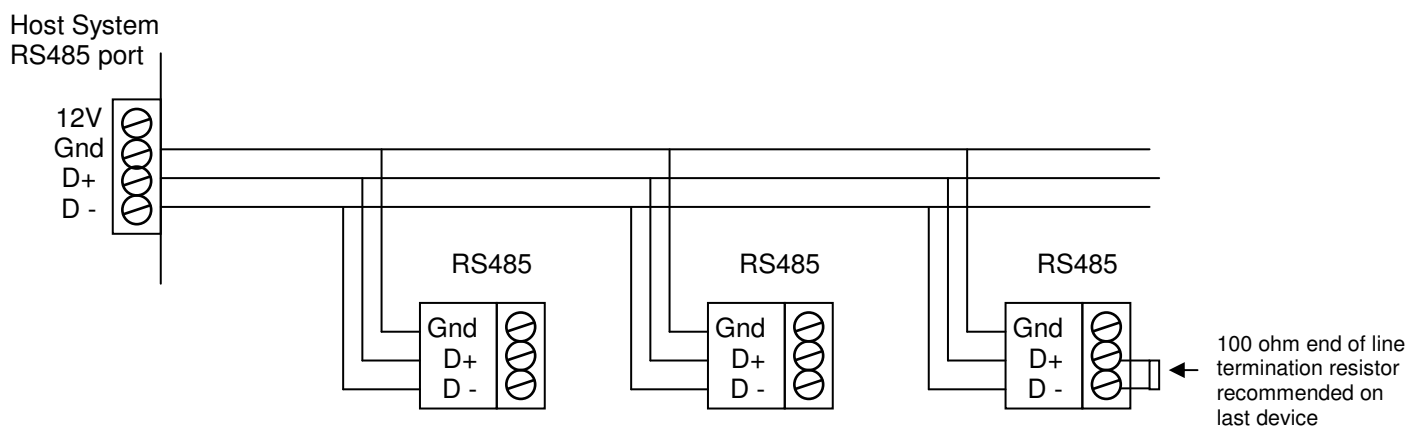 Host System
RS485 port
12V
Gnd
D+
D -
RS485
RS485
RS485
Gnd
D+
D -
Gnd
D+
D -
Gnd
D+
D -
100 ohm end of line
termination resistor
recommended on
last device